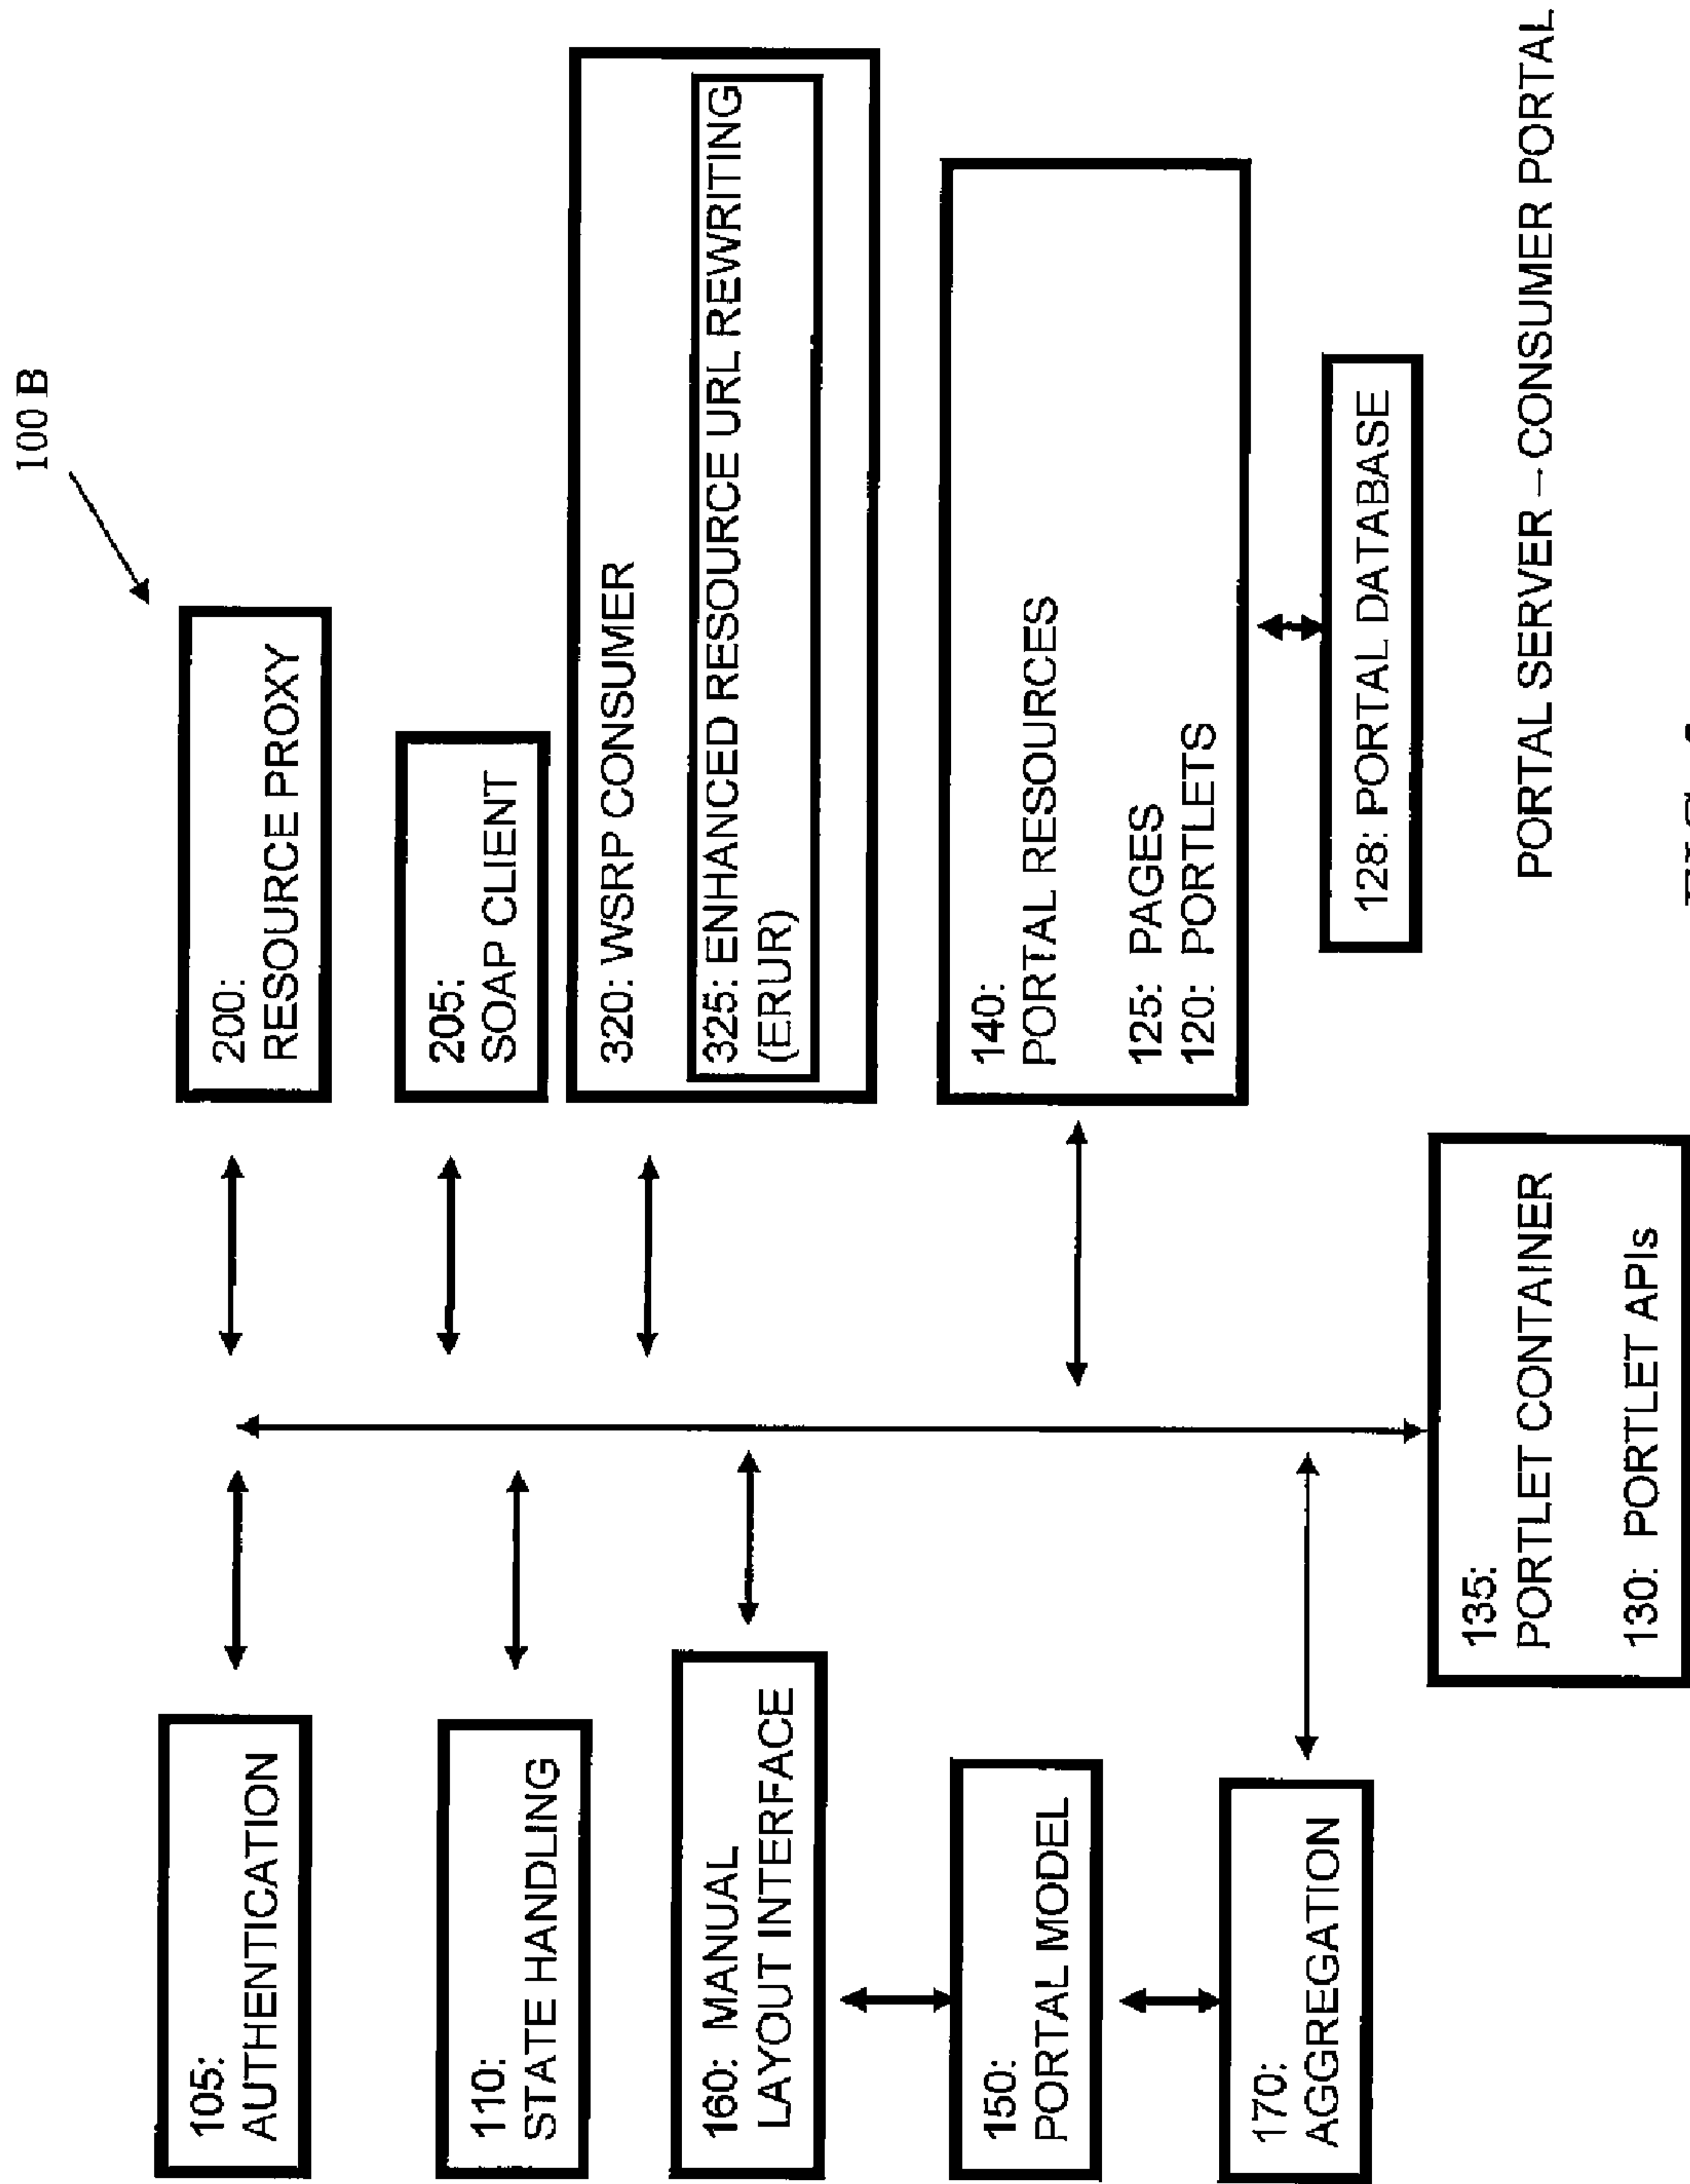 100 B
105:
AUTHENTICATION
110:
STATE HANDLING
160: MANUAL
LAYOUT INTERFACE
150:
PORTAL MODEL
170:
AGGREGATION
200:
RESOURCE PROXY
205:
SOAP CLIENT
320: WSRP CONSUMER
325: ENHANCED RESOURCE URL REWRITING
(ERUR)
140:
PORTAL RESOURCES
125: PAGES
120: PORTLETS
128: PORTAL DATABASE
135:
PORTLET CONTAINER
130: PORTLET APIs
PORTAL SERVER – CONSUMER PORTAL